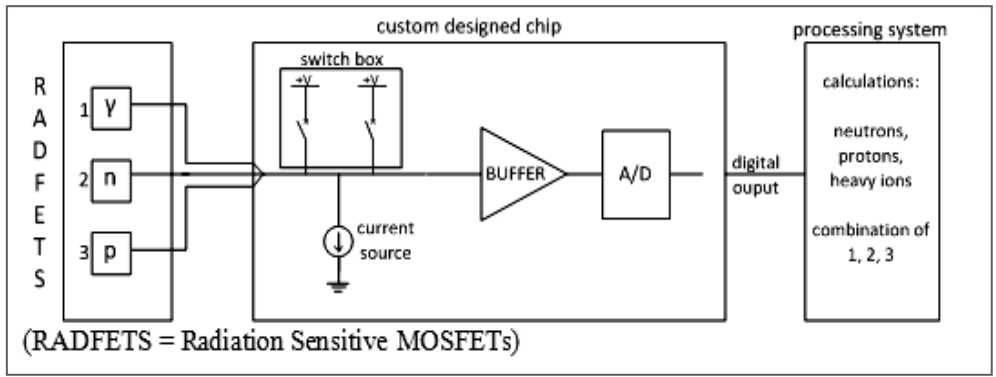 custom designed chip
processing system
RADFETS
1 γ
2 n
3 p
switch box
+V +V
current
source
BUFFER
A/D
digital
ouput
calculations:
neutrons,
protons,
heavy ions
combination of
1, 2, 3
(RADFETS = Radiation Sensitive MOSFETs)